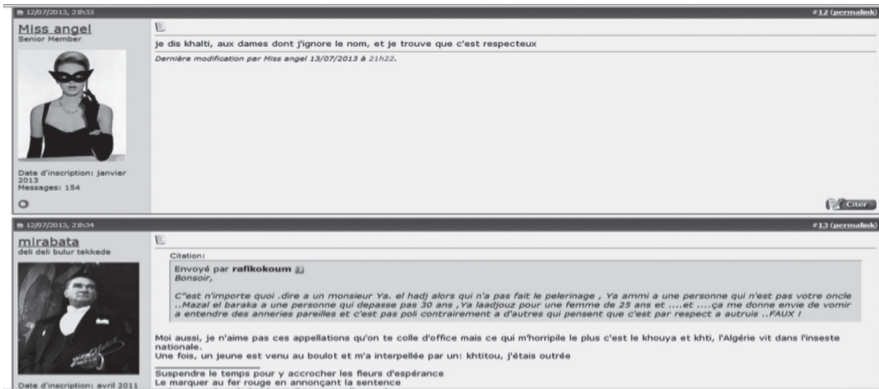 12/07/2013, 21h33
#12 (permalink)
Miss angel
Senior Member
je dis khalti, aux dames dont j'ignore le nom, et je trouve que c'est respecteux
Dernière modification par Miss angel 13/07/2013 à 21h22.
Date d'inscription: janvier
2013
Messages: 154
Citer
12/07/2013, 21h34
#13 (permalink)
mirabata
deli deli bulur tekkede
Citation:
Envoyé par rafikokoum
Bonsoir,
C"est n'importe quoi .dire a un monsieur Ya. el hadj alors qui n'a pas fait le pelerinage , Ya ammi a une personne qui n'est pas votre oncle
..Mazal el baraka a une personne qui depasse pas 30 ans ,Ya laadjouz pour une femme de 25 ans et ....et ....ça me donne envie de vomir
a entendre des anneries pareilles et c'est pas poli contrairement a d'autres qui pensent que c'est par respect a autruis ..FAUX !
Moi aussi, je n'aime pas ces appellations qu'on te colle d'office mais ce qui m'horripile le plus c'est le khouya et khti, l'Algérie vit dans l'inseste
nationale.
Une fois, un jeune est venu au boulot et m'a interpellée par un: khtitou, j'étais outrée
Suspendre le temps pour y accrocher les fleurs d'espérance
Le marquer au fer rouge en annonçant la sentence
Date d'inscription: avril 2011